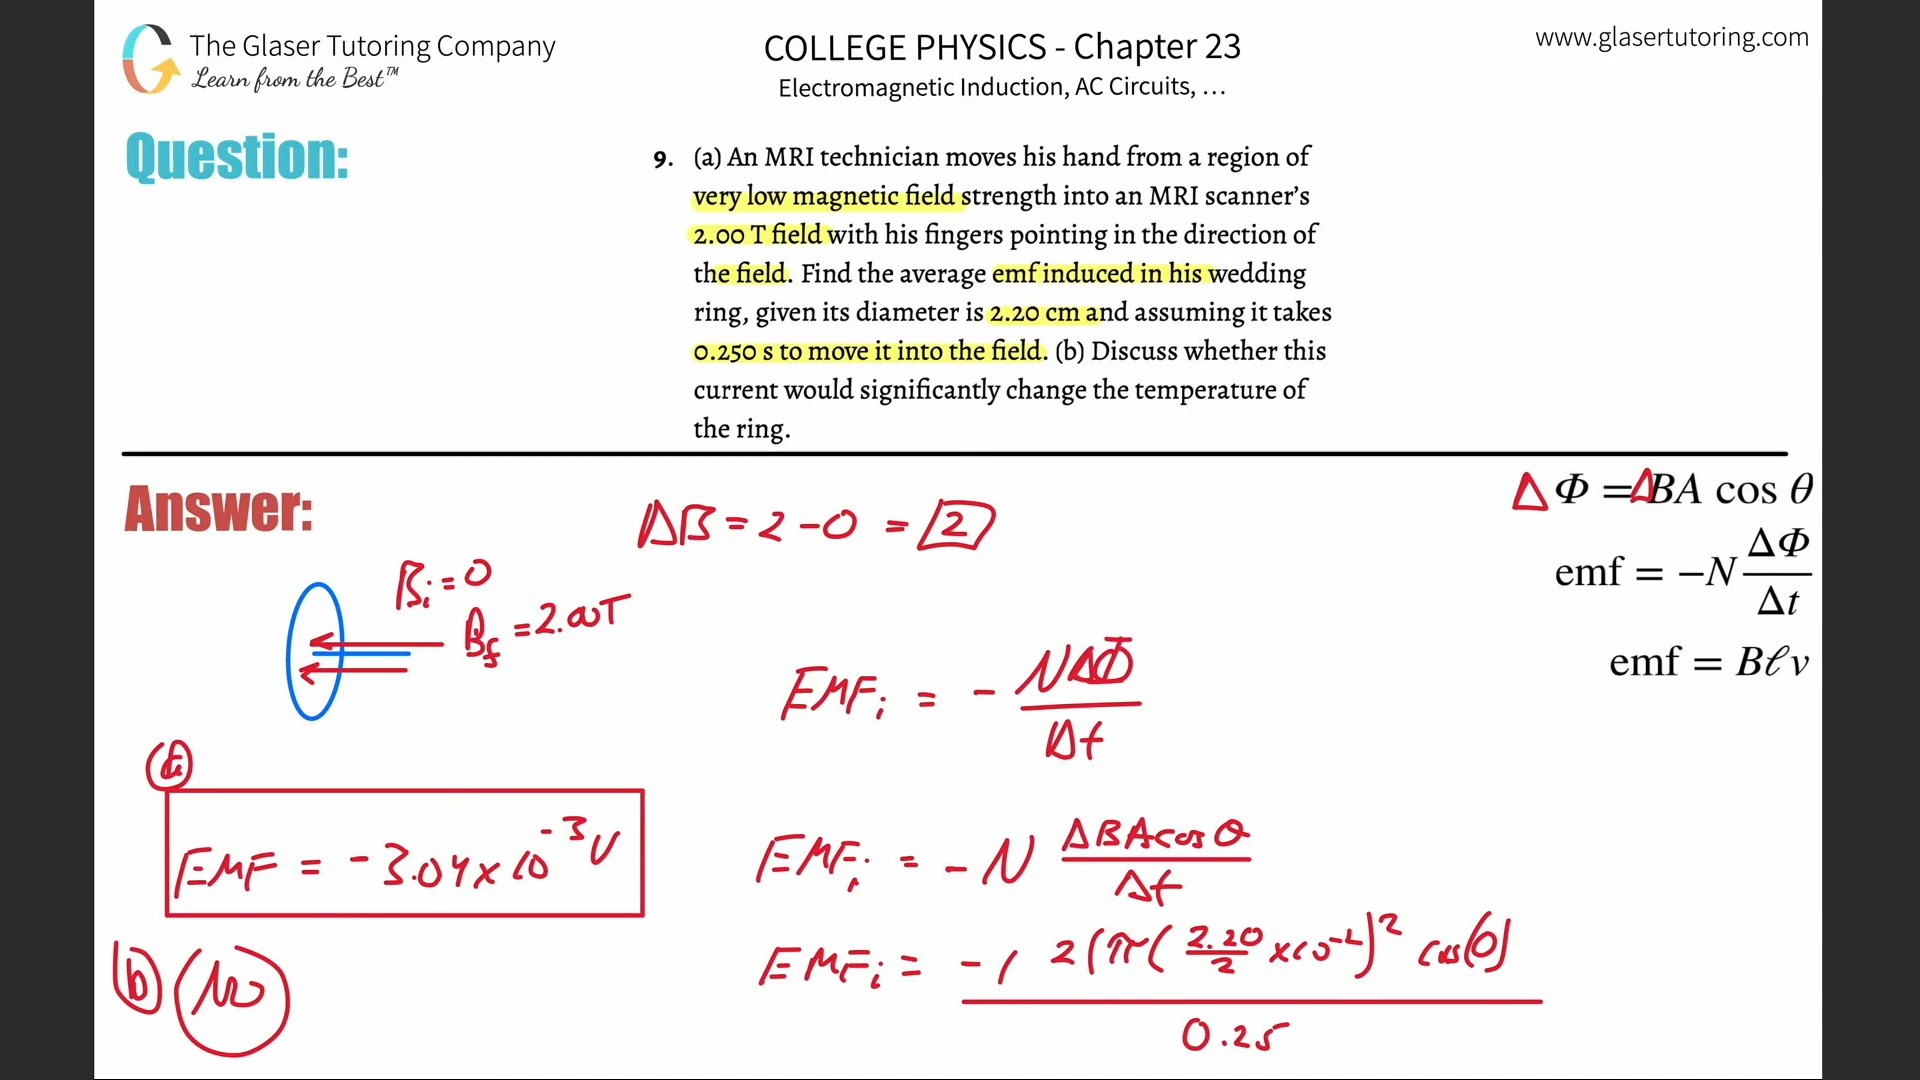 The Glaser Tutoring Company
Learn from the Best™
COLLEGE PHYSICS - Chapter 23
Electromagnetic Induction, AC Circuits, …
www.glasertutoring.com
Question:
9. (a) An MRI technician moves his hand from a region of
very low magnetic field strength into an MRI scanner’s
2.00 T field with his fingers pointing in the direction of
the field. Find the average emf induced in his wedding
ring, given its diameter is 2.20 cm and assuming it takes
0.250 s to move it into the field. (b) Discuss whether this
current would significantly change the temperature of
the ring.
Answer:
ΔB = 2 - 0 = 2
Δ Φ = ΔBA cos θ
emf = −N ΔΦ/Δt
emf = Bℓv
Bi = 0
Bf = 2.00T
EMFi = - NΔΦ/Δt
(a)
EMF = -3.04 x 10^-3 V
EMFi = -N ΔBA cos θ/Δt
EMFi = -1 2(π(2.20/2 x10^-2)^2 cos(0)/0.25
(b) No